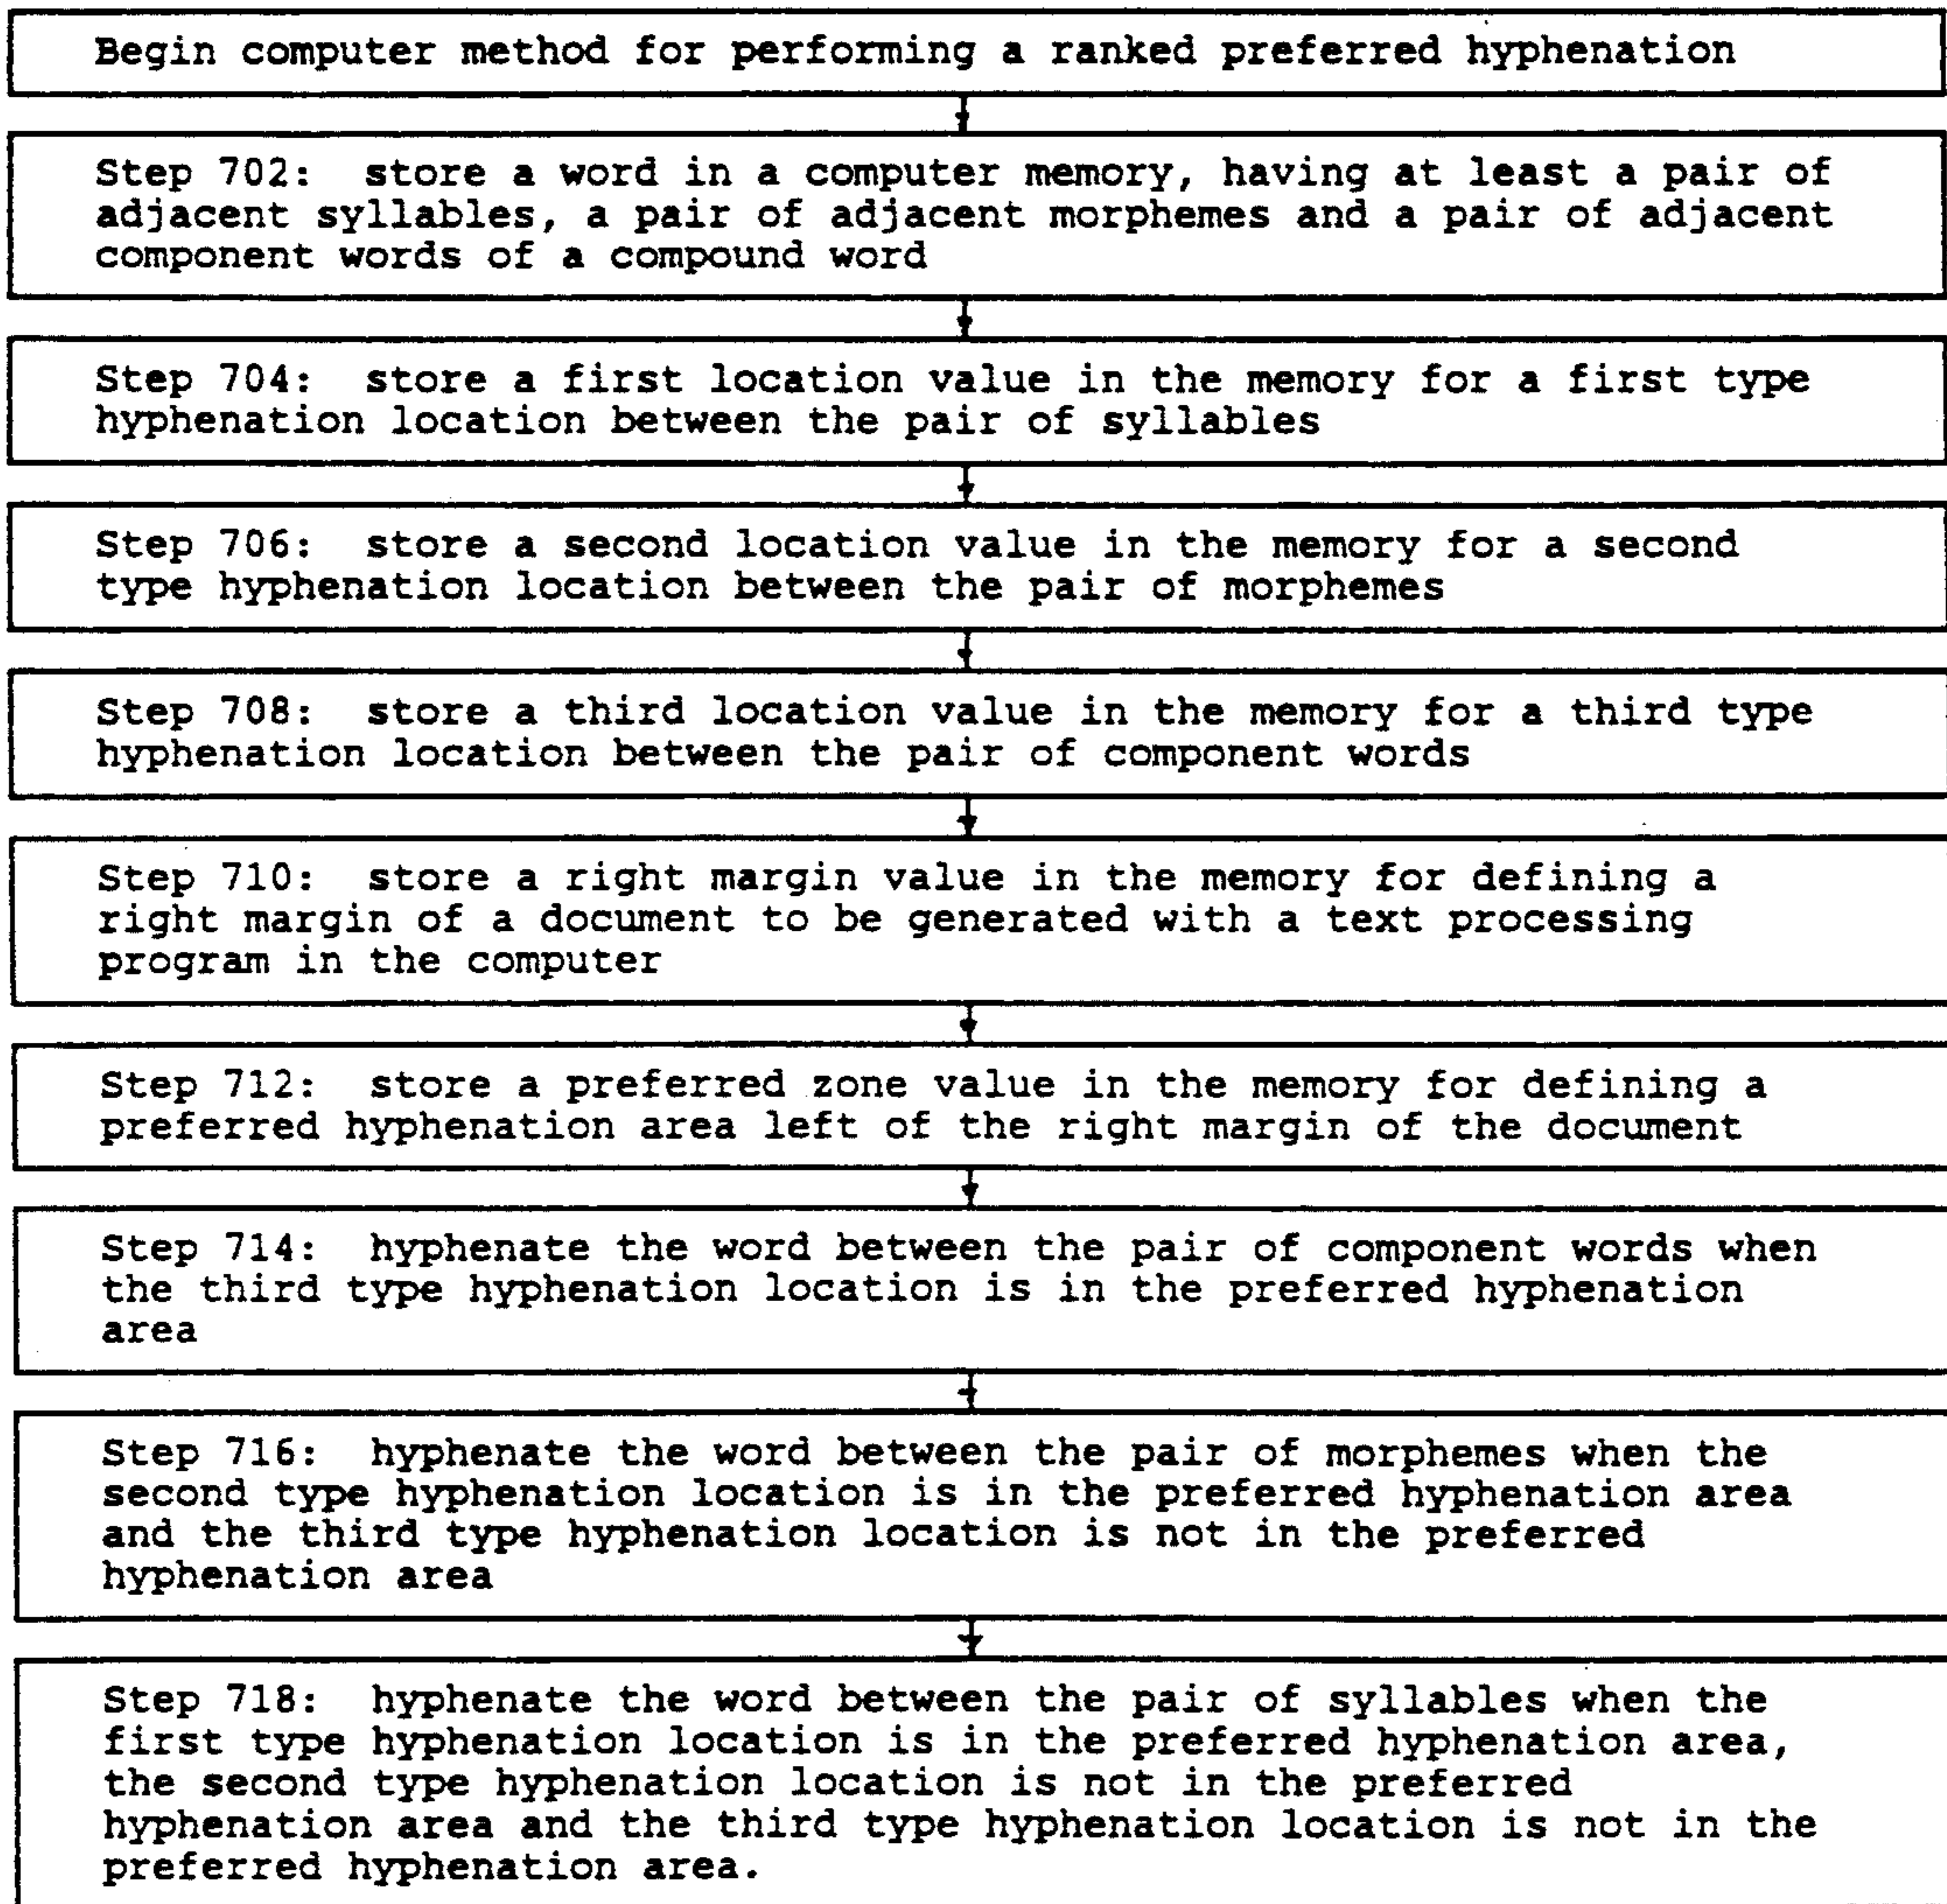 Begin computer method for performing a ranked preferred hyphenation
Step 702: store a word in a computer memory, having at least a pair of
adjacent syllables, a pair of adjacent morphemes and a pair of adjacent
component words of a compound word
Step 704: store a first location value in the memory for a first type
hyphenation location between the pair of syllables
Step 706: store a second location value in the memory for a second
type hyphenation location between the pair of morphemes
Step 708: store a third location value in the memory for a third type
hyphenation location between the pair of component words
Step 710: store a right margin value in the memory for defining a
right margin of a document to be generated with a text processing
program in the computer
Step 712: store a preferred zone value in the memory for defining a
preferred hyphenation area left of the right margin of the document
Step 714: hyphenate the word between the pair of component words when
the third type hyphenation location is in the preferred hyphenation
area
Step 716: hyphenate the word between the pair of morphemes when the
second type hyphenation location is in the preferred hyphenation area
and the third type hyphenation location is not in the preferred
hyphenation area
Step 718: hyphenate the word between the pair of syllables when the
first type hyphenation location is in the preferred hyphenation area,
the second type hyphenation location is not in the preferred
hyphenation area and the third type hyphenation location is not in the
preferred hyphenation area.